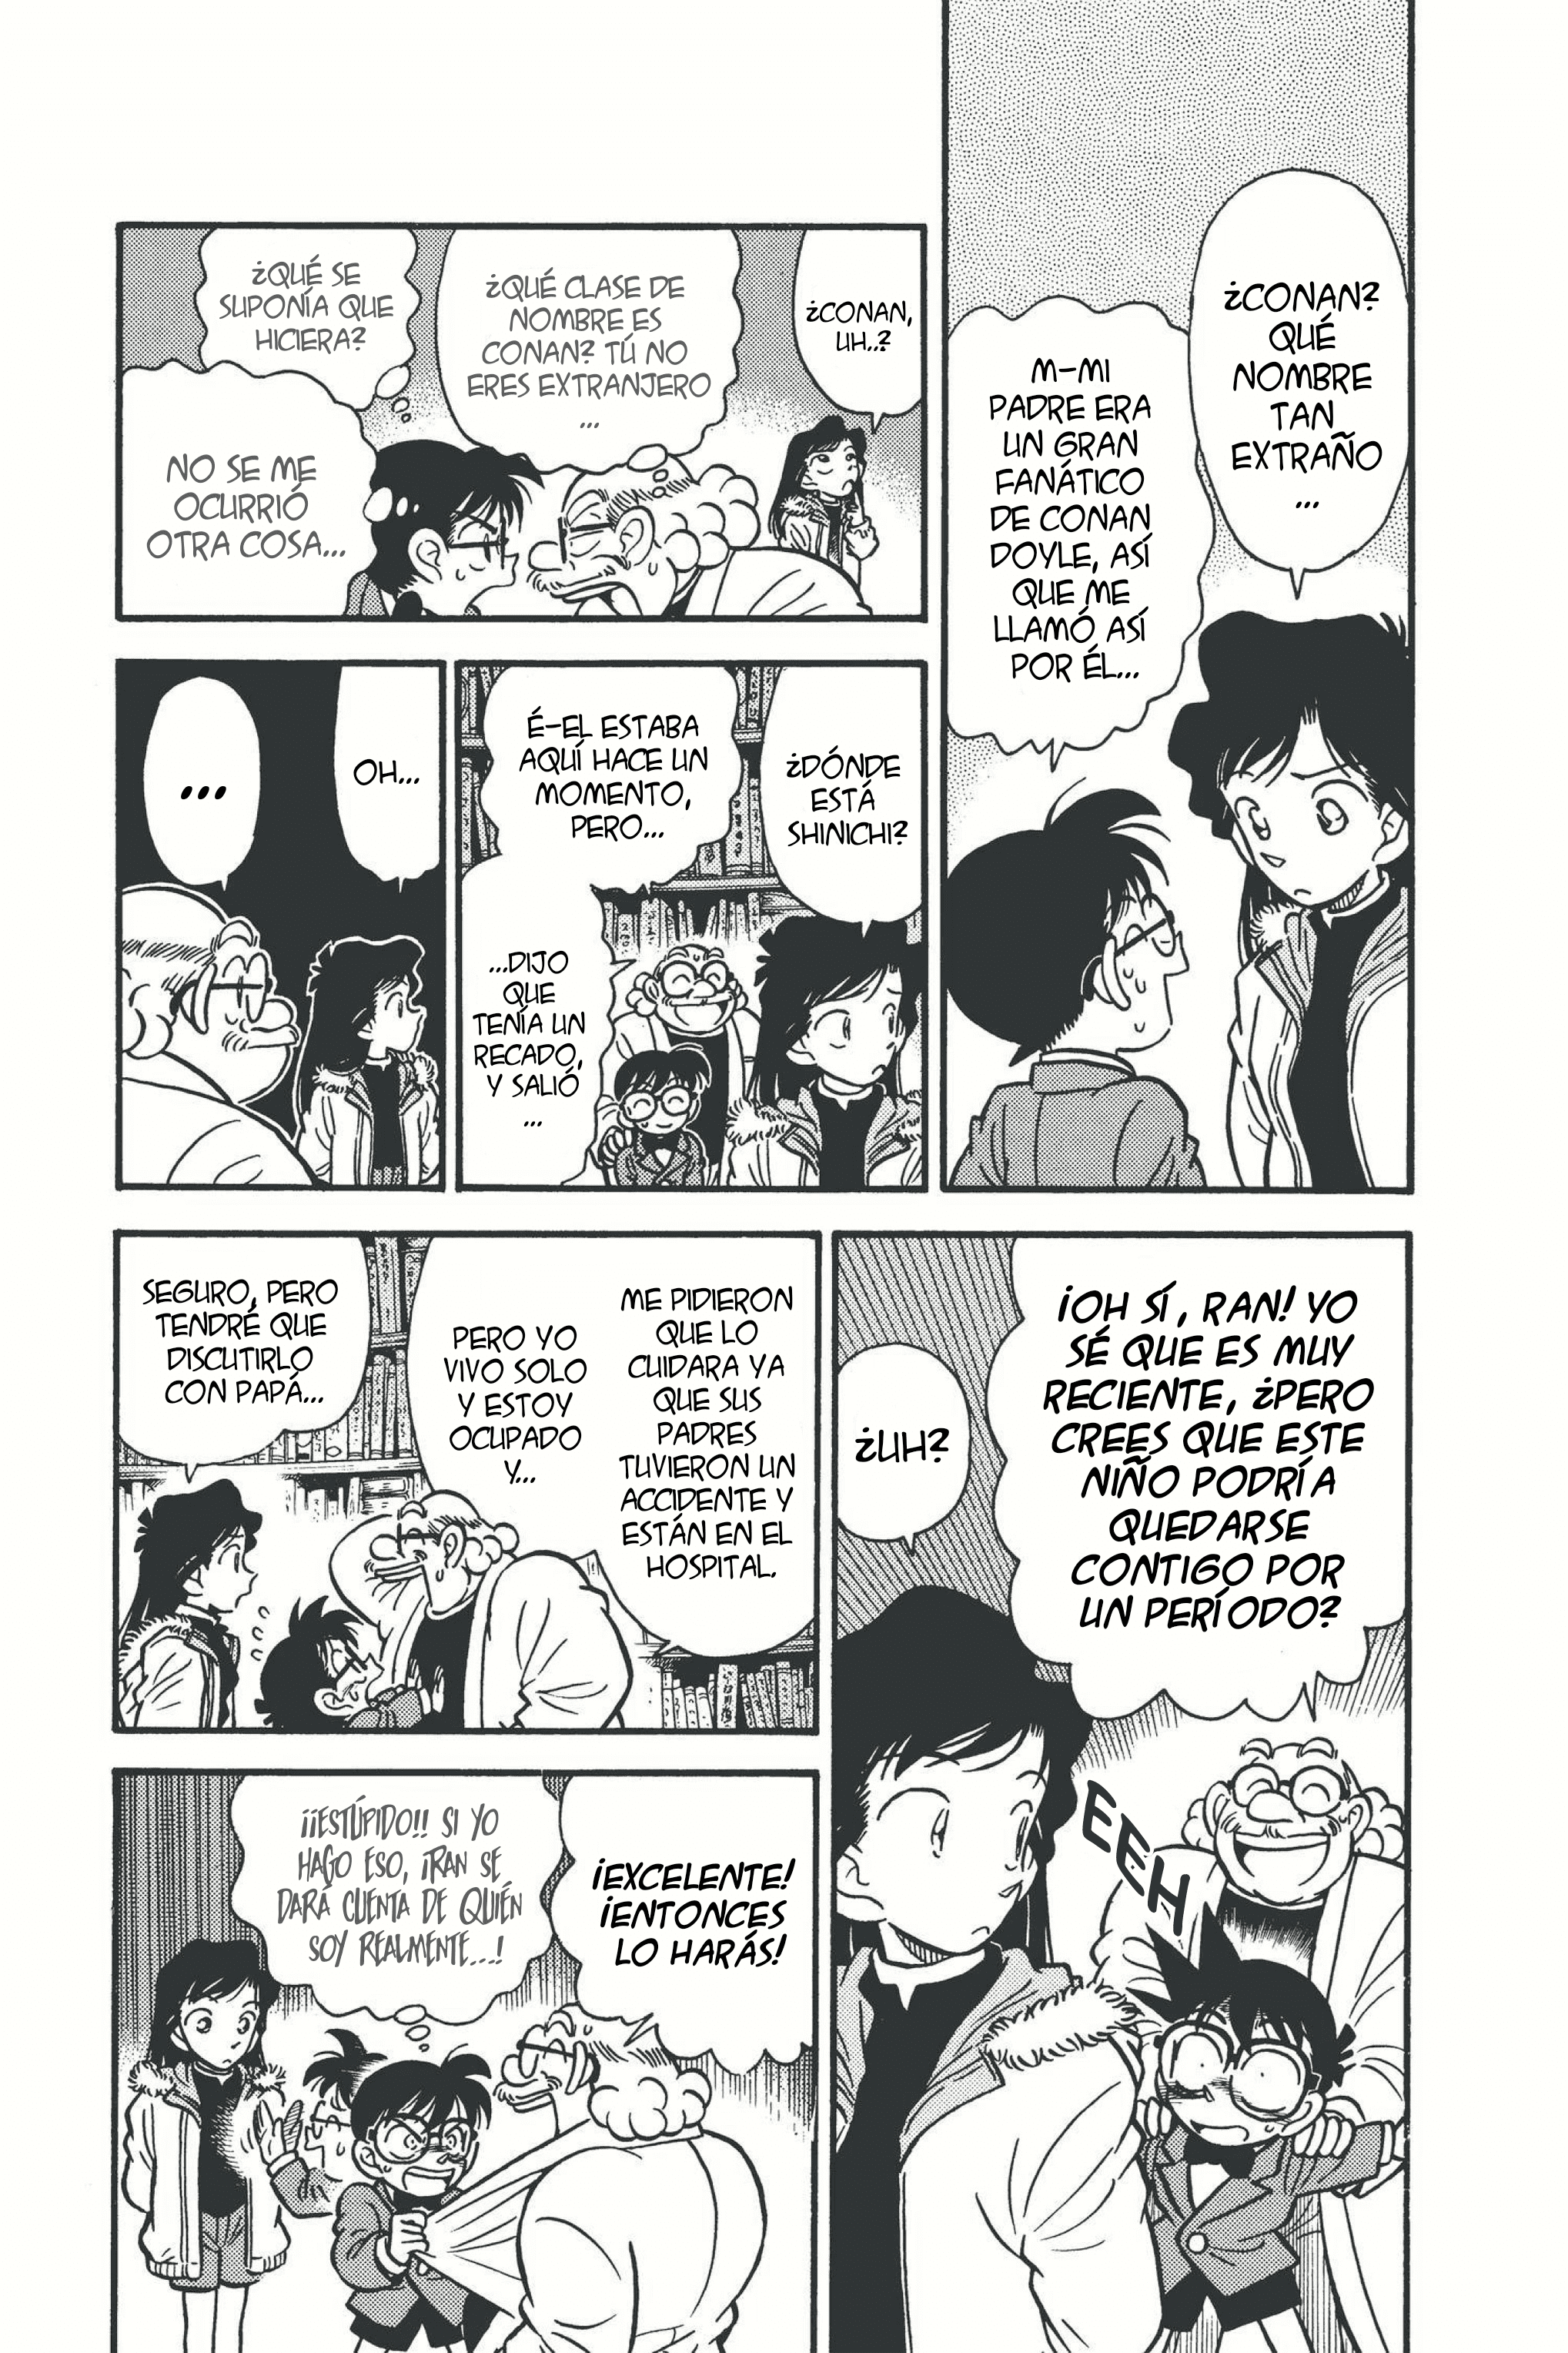 ¿CONAN?
QUÉ
NOMBRE
TAN
EXTRAÑO
...
M-MI
PADRE ERA
UN GRAN
FANÁTICO
DE CONAN
DOYLE, ASÍ
QUE ME
LLAMÓ ASÍ
POR ÉL...
¿CONAN,
UH..?
¿QUÉ CLASE DE
NOMBRE ES
CONAN? TÚ NO
ERES EXTRANJERO
...
¿QUÉ SE
SUPONÍA QUE
HICIERA?
NO SE ME
OCURRIÓ
OTRA COSA...
¿DÓNDE
ESTÁ
SHINICHI?
É-EL ESTABA
AQUÍ HACE UN
MOMENTO,
PERO...
...DIJO
QUE
TENÍA UN
RECADO,
Y SALIÓ
...
OH...
...
¡OH SÍ, RAN! YO
SÉ QUE ES MUY
RECIENTE, ¿PERO
CREES QUE ESTE
NIÑO PODRÍA
QUEDARSE
CONTIGO POR
UN PERÍODO?
¿UH?
EEH
ME PIDIERON
QUE LO
CUIDARA YA
QUE SUS
PADRES
TUVIERON UN
ACCIDENTE Y
ESTÁN EN EL
HOSPITAL.
PERO YO
VIVO SOLO
Y ESTOY
OCUPADO
Y...
SEGURO, PERO
TENDRÉ QUE
DISCUTIRLO
CON PAPÁ...
¡EXCELENTE!
¡ENTONCES
LO HARÁS!
¡¡ESTÚPIDO!! SI YO
HAGO ESO, ¡RAN SE
DARÁ CUENTA DE QUIÉN
SOY REALMENTE...!